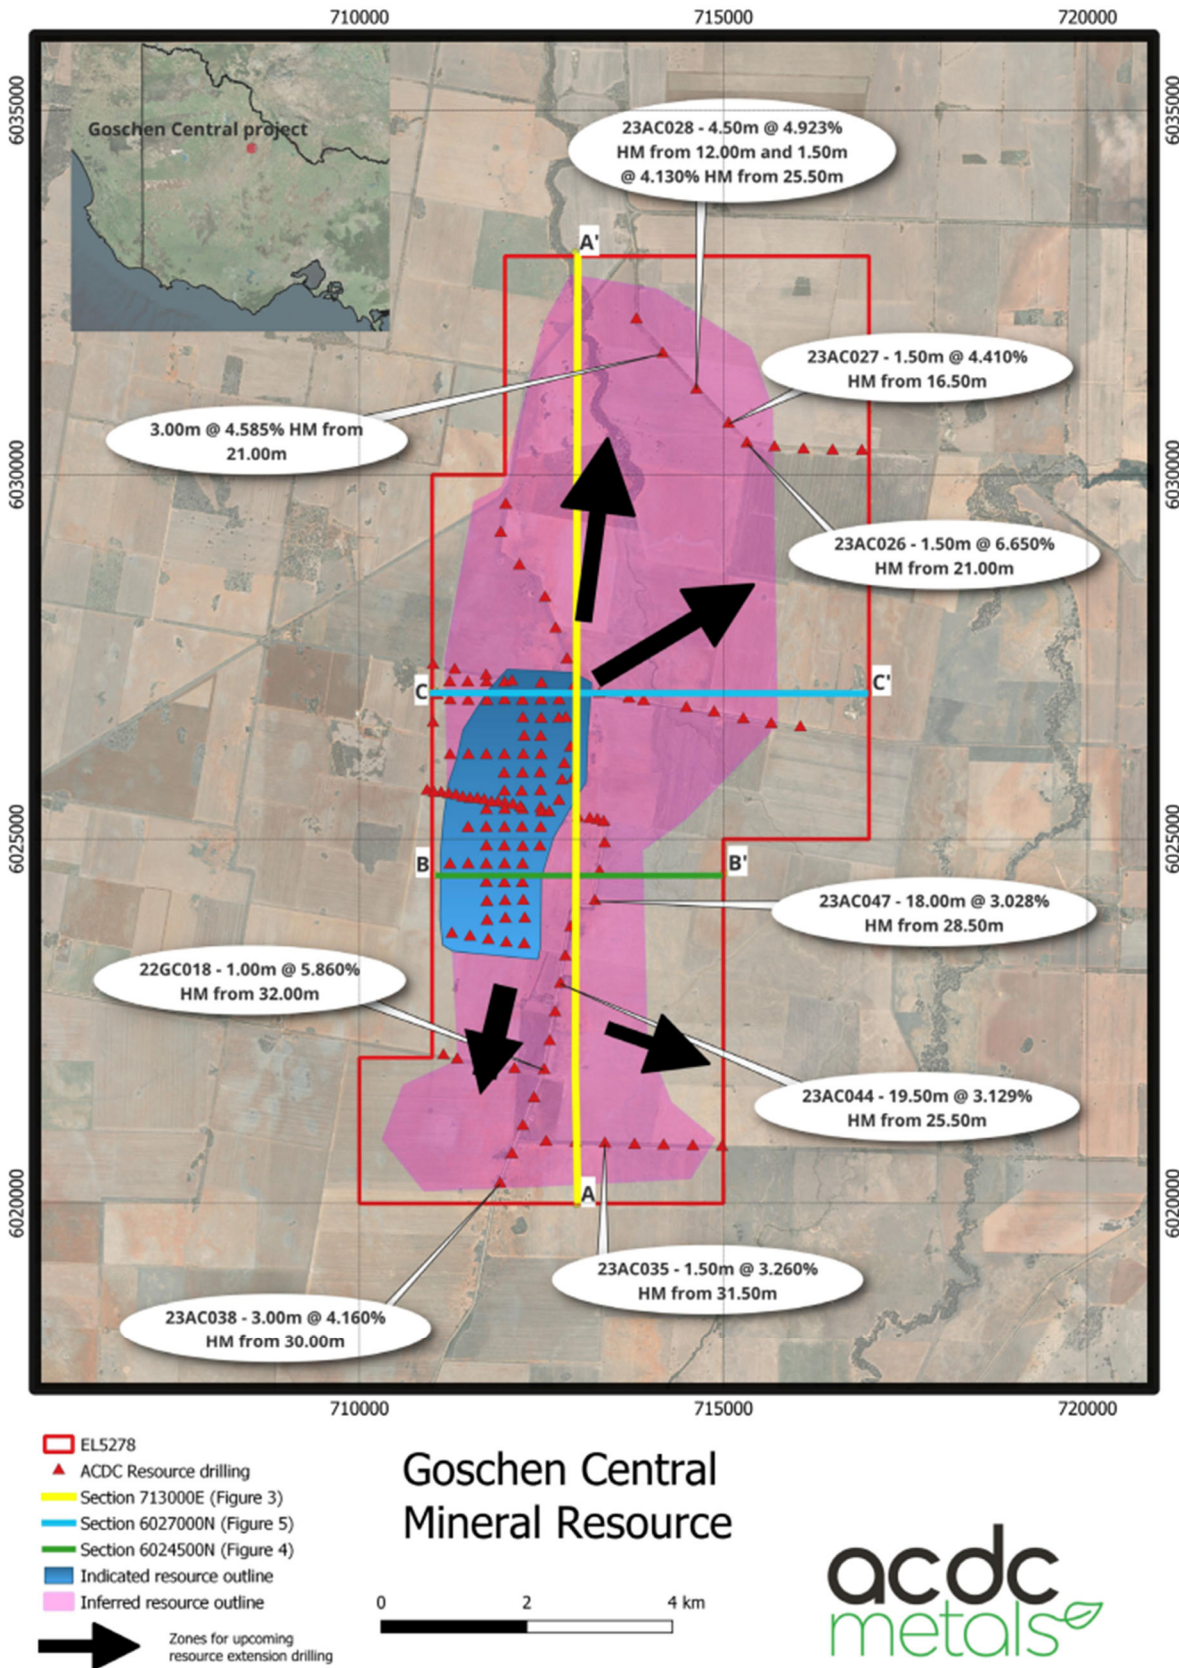 710000
715000
720000
6035000
6035000
Goschen Central project
23AC028 - 4.50m @ 4.923%
HM from 12.00m and 1.50m
@ 4.130% HM from 25.50m
A'
23AC027 - 1.50m @ 4.410%
HM from 16.50m
3.00m @ 4.585% HM from
21.00m
6030000
6030000
23AC026 - 1.50m @ 6.650%
HM from 21.00m
C
C'
6025000
6025000
B
B'
23AC047 - 18.00m @ 3.028%
HM from 28.50m
22GC018 - 1.00m @ 5.860%
HM from 32.00m
23AC044 - 19.50m @ 3.129%
HM from 25.50m
6020000
6020000
A
23AC035 - 1.50m @ 3.260%
HM from 31.50m
23AC038 - 3.00m @ 4.160%
HM from 30.00m
710000
715000
720000
EL5278
ACDC Resource drilling
Section 713000E (Figure 3)
Section 6027000N (Figure 5)
Section 6024500N (Figure 4)
Indicated resource outline
Inferred resource outline
Zones for upcoming
resource extension drilling
Goschen Central
Mineral Resource
0
2
4 km
acdc
metals